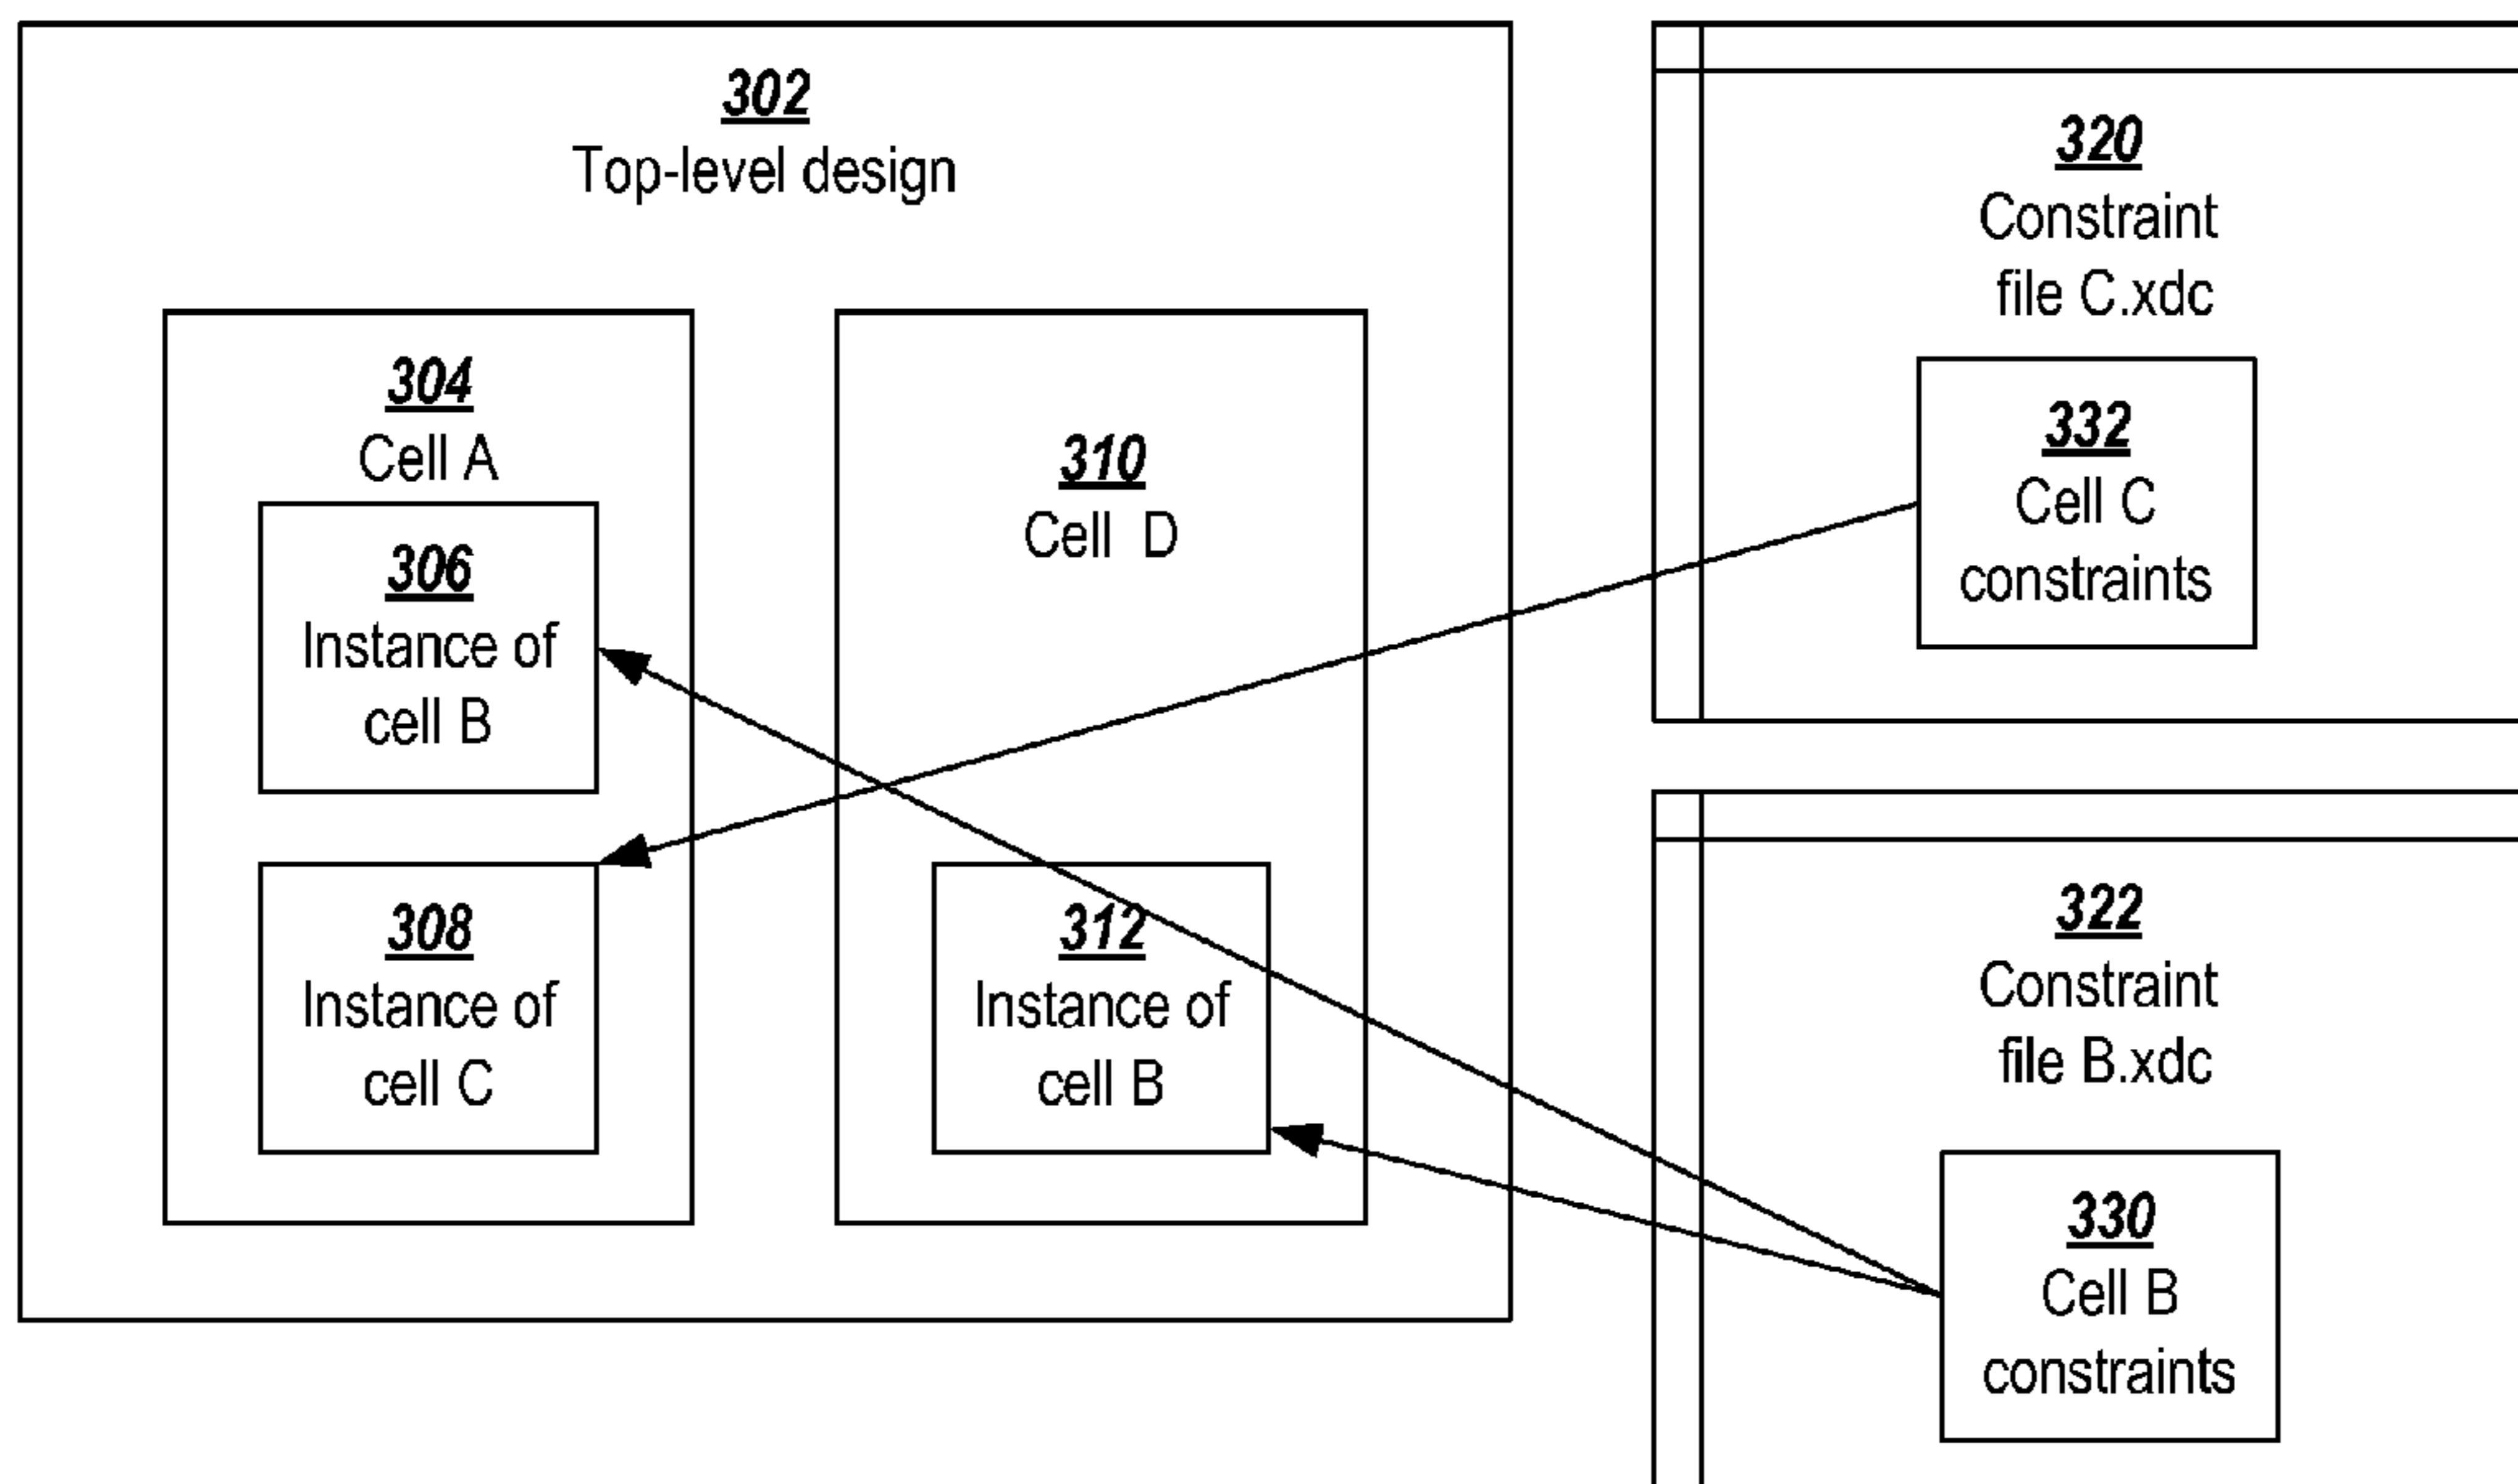 302
Top-level design
304
Cell A
306
Instance of
cell B
308
Instance of
cell C
310
Cell D
312
Instance of
cell B
320
Constraint
file C.xdc
332
Cell C
constraints
322
Constraint
file B.xdc
330
Cell B
constraints